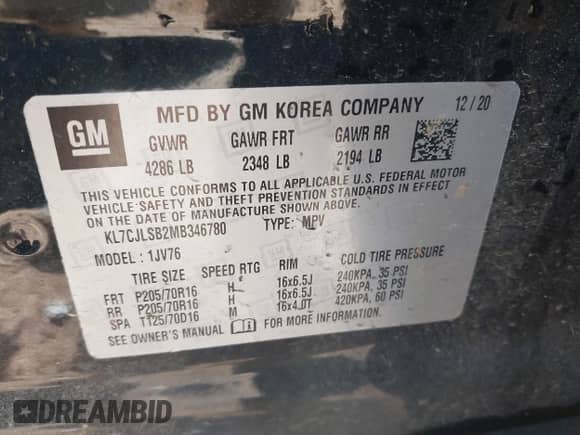 GM
MFD BY GM KOREA COMPANY 12/20
GVWR GAWR FRT GAWR RR
4286 LB 2348 LB 2194 LB
THIS VEHICLE CONFORMS TO ALL APPLICABLE U.S. FEDERAL MOTOR
VEHICLE SAFETY AND THEFT PREVENTION STANDARDS IN EFFECT
ON THE DATE OF MANUFACTURE SHOWN ABOVE.
KL7CJLSB2MB346780 TYPE: MPV
MODEL: 1JV76
TIRE SIZE SPEED RTG RIM COLD TIRE PRESSURE
FRT P205/70R16 H 16x6.5J 240KPA, 35 PSI
RR P205/70R16 H 16x6.5J 240KPA, 35 PSI
SPA T125/70D16 M 16x4.0T 420KPA, 60 PSI
SEE OWNER'S MANUAL FOR MORE INFORMATION.
DREAMBID